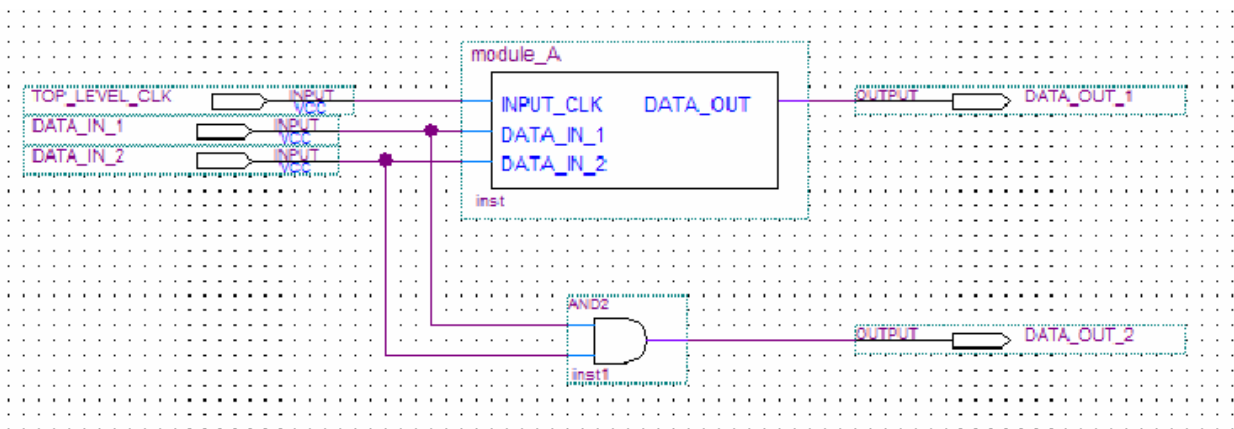 module_A
TOP_LEVEL_CLK INPUT VCC
DATA_IN_1 INPUT VCC
DATA_IN_2 INPUT VCC
INPUT_CLK DATA_OUT
DATA_IN_1
DATA_IN_2
inst
OUTPUT DATA_OUT_1
AND2
inst1
OUTPUT DATA_OUT_2